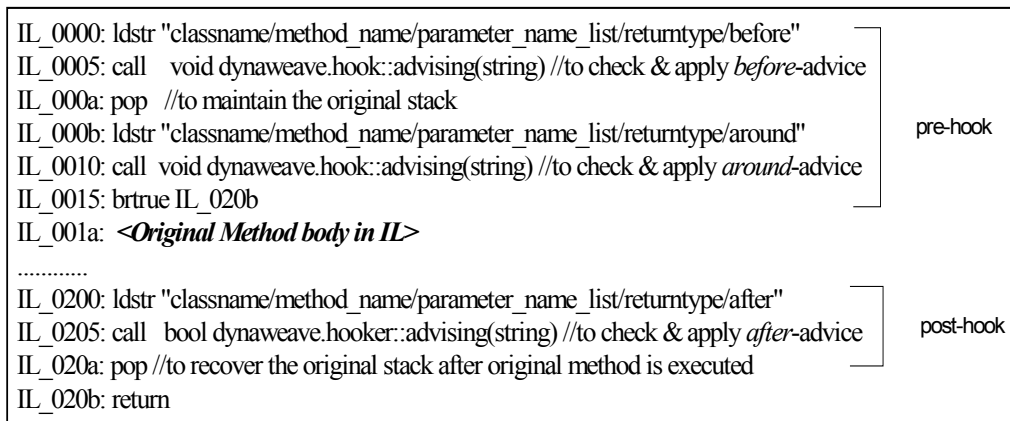 IL_0000: ldstr "classname/method_name/parameter_name_list/returntype/before"
IL_0005: call void dynaweave.hook::advising(string) //to check & apply before-advice
IL_000a: pop //to maintain the original stack
IL_000b: ldstr "classname/method_name/parameter_name_list/returntype/around"
pre-hook
IL_0010: call void dynaweave.hook::advising(string) //to check & apply around-advice
IL_0015: brtrue IL_020b
IL_001a: <Original Method body in IL>
............
IL_0200: ldstr "classname/method_name/parameter_name_list/returntype/after"
IL_0205: call bool dynaweave.hooker::advising(string) //to check & apply after-advice
post-hook
IL_020a: pop //to recover the original stack after original method is executed
IL_020b: return